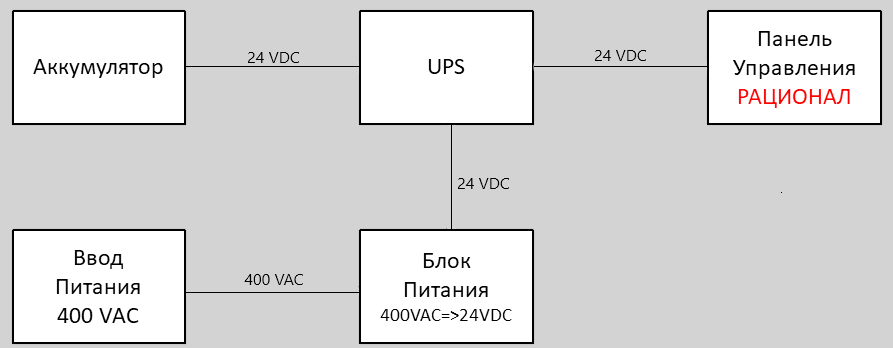 Аккумулятор
24 VDC
UPS
24 VDC
Панель
Управления
РАЦИОНАЛ
24 VDC
Ввод
Питания
400 VAC
400 VAC
Блок
Питания
400VAC=>24VDC